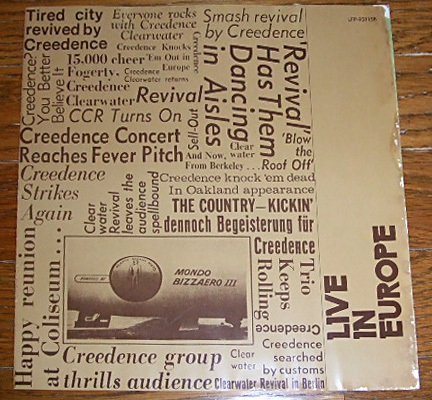 Tired city
revived by
Creedence
Everyone rocks
with Creedence
Clearwater
Smash revival
by Creedence
Creedence Knocks
'Em Out in
Europe
15.000 cheer
Fogerty.
Creedence
Clearwater returns
Creedence?
You Better
Believe It
Creedence
Clearwater
Revival
CCR Turns On
Creedence
Sell-Out
'Revival'
Has Them
Dancing
in Aisles
Creedence Concert
Reaches Fever Pitch
And Now,
From Berkeley...
Clear
water
'Blow
the
Roof Off'
Creedence
Strikes
Again
Clear
water
Revival
leaves the
audience
spellbound
Creedence knock 'em dead
In Oakland appearance
THE COUNTRY-KICKIN'
dennoch Begeisterung für
Creedence
Trio
Keeps
Rolling
Happy reunion
at Coliseum...
MONDO
BIZZAERO III
Creedence
Creedence group
thrills audience
Clear
water
Creedence
searched
by customs
Clearwater Revival in Berlin
LIVE
IN
EUROPE